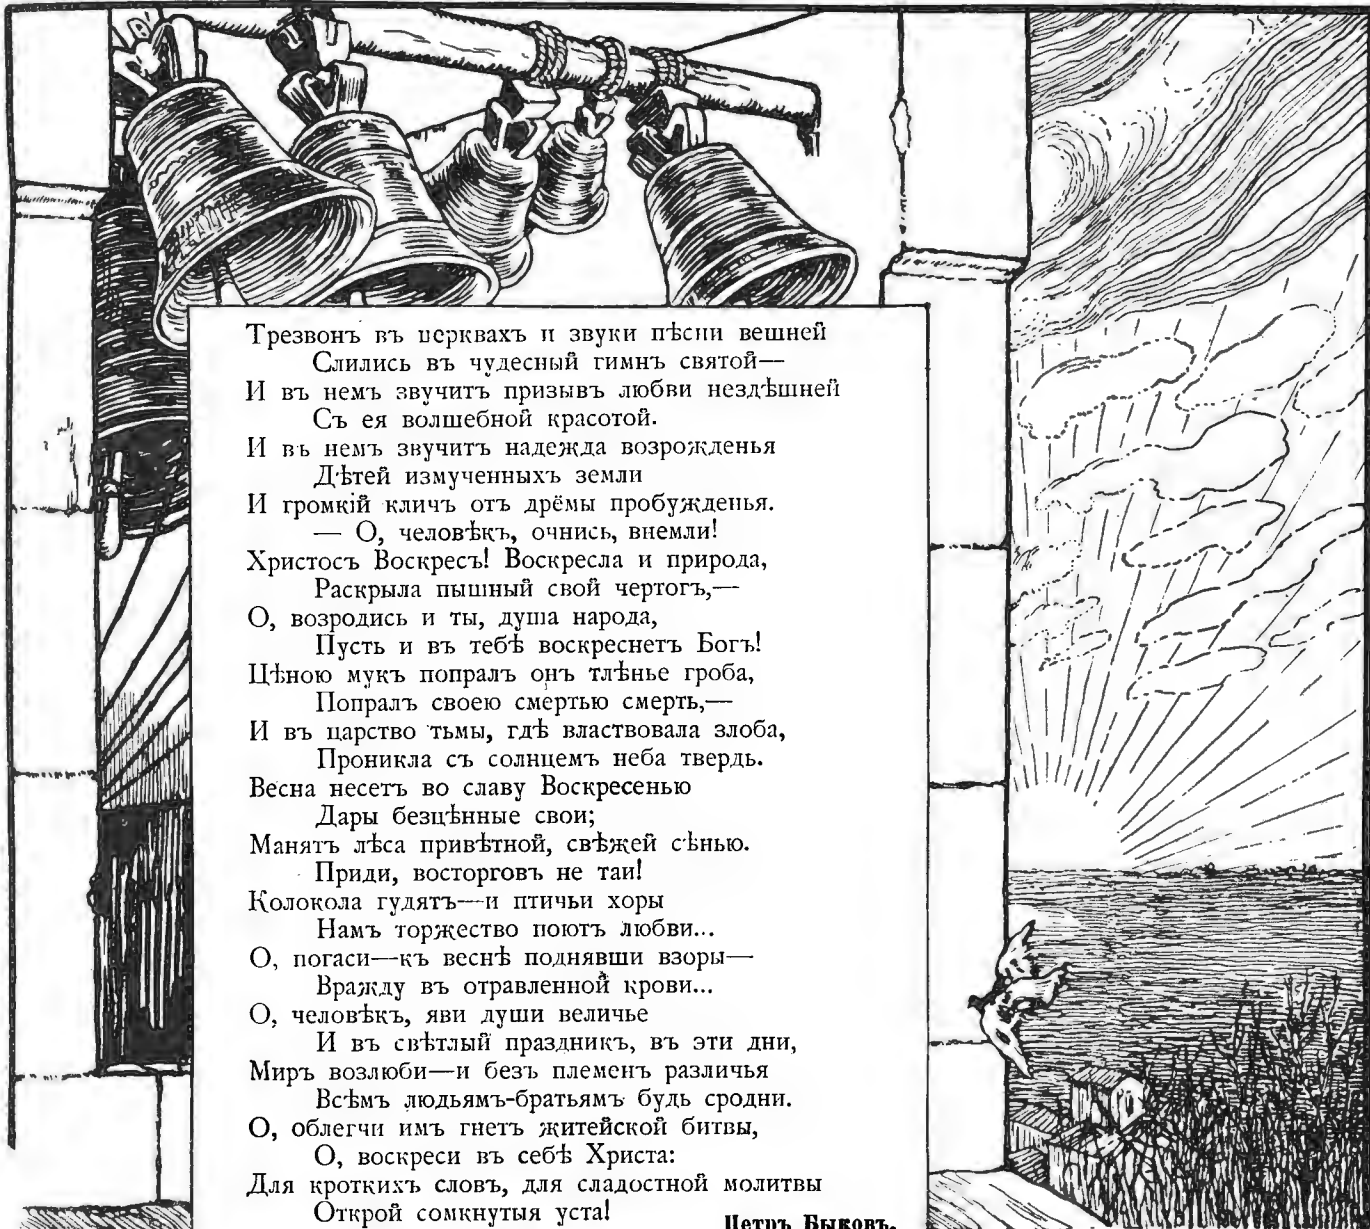 Трезвонъ въ церквахъ и звуки пѣсни вешней
Слились въ чудесный гимнъ святой—
И въ немъ звучитъ призывъ любви нездѣшней
Съ ея волшебной красотой.
И въ немъ звучитъ надежда возрожденья
Дѣтей измученныхъ земли
И громкій кличъ отъ дрёмы пробужденья.
— О, человѣкъ, очнись, внемли!
Христосъ Воскресъ! Воскресла и природа,
Раскрыла пышный свой чертогъ,—
О, возродись и ты, душа народа,
Пусть и въ тебѣ воскреснетъ Богъ!
Цѣною мукъ попралъ онъ тлѣнье гроба,
Попралъ своею смертью смерть,—
И въ царство тьмы, гдѣ властвовала злоба,
Проникла съ солнцемъ неба твердь.
Весна несетъ во славу Воскресенью
Дары безцѣнные свои;
Манятъ лѣса привѣтной, свѣжей сѣнью.
Приди, восторговъ не таи!
Колокола гудятъ—и птичьи хоры
Намъ торжество поютъ любви...
О, погаси—къ веснѣ поднявши взоры—
Вражду въ отравленной крови...
О, человѣкъ, яви души величье
И въ свѣтлый праздникъ, въ эти дни,
Миръ возлюби—и безъ племенъ различья
Всѣмъ людьямъ-братьямъ будь сродни.
О, облегчи имъ гнетъ житейской битвы,
О, воскреси въ себѣ Христа:
Для кроткихъ словъ, для сладостной молитвы
Открой сомкнутыя уста!
Петръ Быковъ.